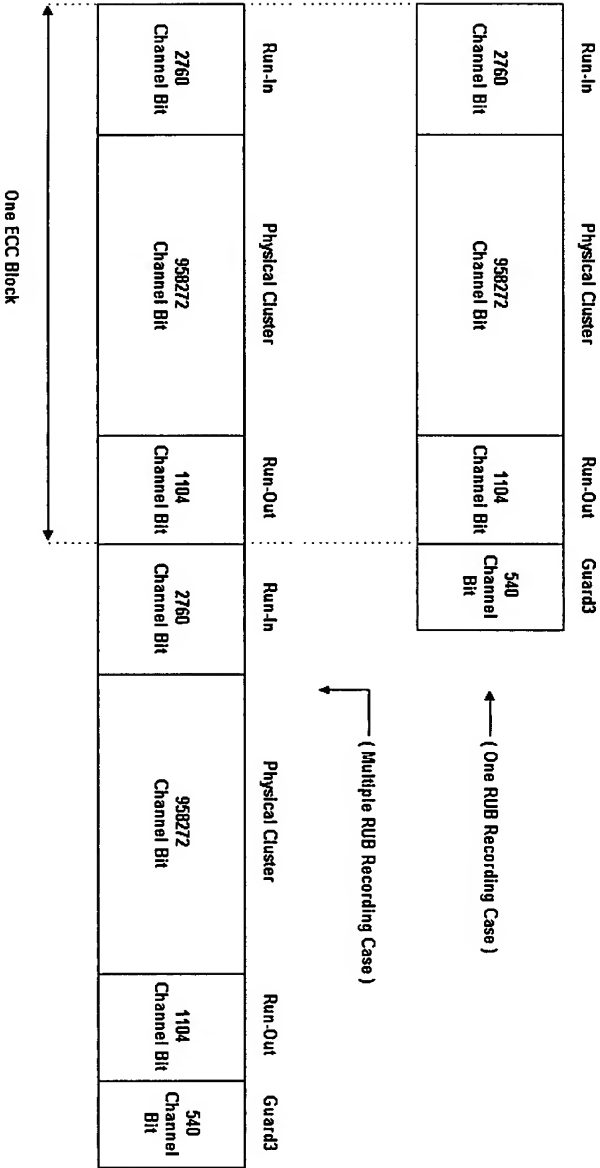 Run-In
Physical Cluster
Run-Out
Guard3
2760
Channel Bit
958272
Channel Bit
1104
Channel Bit
540
Channel
Bit
( One RUB Recording Case )
( Multiple RUB Recording Case )
Run-In
Physical Cluster
Run-Out
Run-In
Physical Cluster
Run-Out
Guard3
2760
Channel Bit
958272
Channel Bit
1104
Channel Bit
2760
Channel Bit
958272
Channel Bit
1104
Channel Bit
540
Channel
Bit
One ECC Block